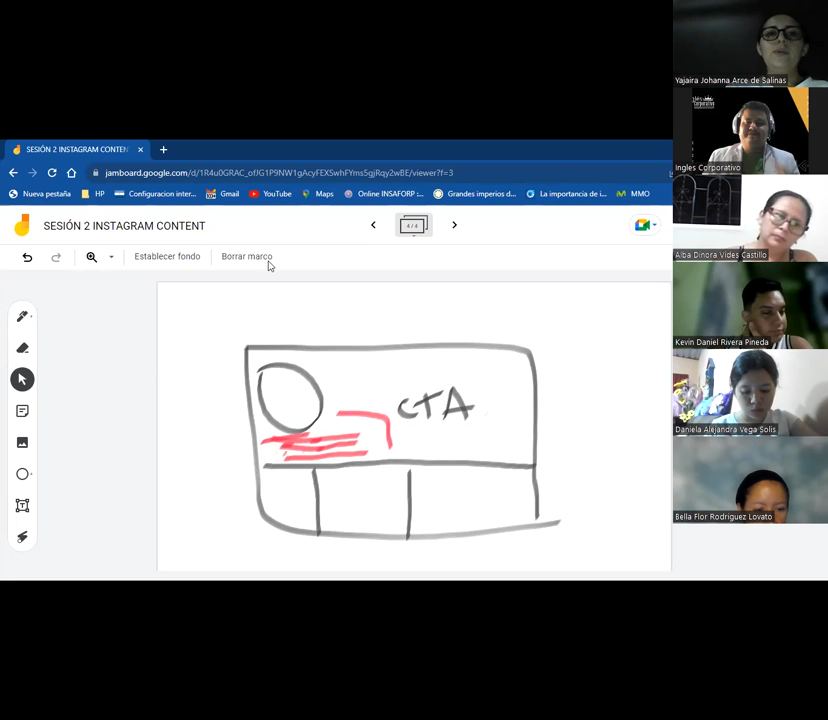 Yajaira Johanna Arce de Salinas
Ingles Corporativo
Alba Dinora Vides Castillo
Kevin Daniel Rivera Pineda
Daniela Alejandra Vega Solis
Bella Flor Rodriguez Lovato
SESIÓN 2 INSTAGRAM CONTEN
jamboard.google.com/d/1R4u0GRAC_ofJG1P9NW1gAcyFEXSwhFYmsSgjRqy2wBE/viewer?f=3
Nueva pestaña HP Configuracion inter... Gmail YouTube Maps Online INSAFORP :... Grandes imperios d... La importancia de i... MMO
SESIÓN 2 INSTAGRAM CONTENT
4/4
Establecer fondo Borrar marco
CTA